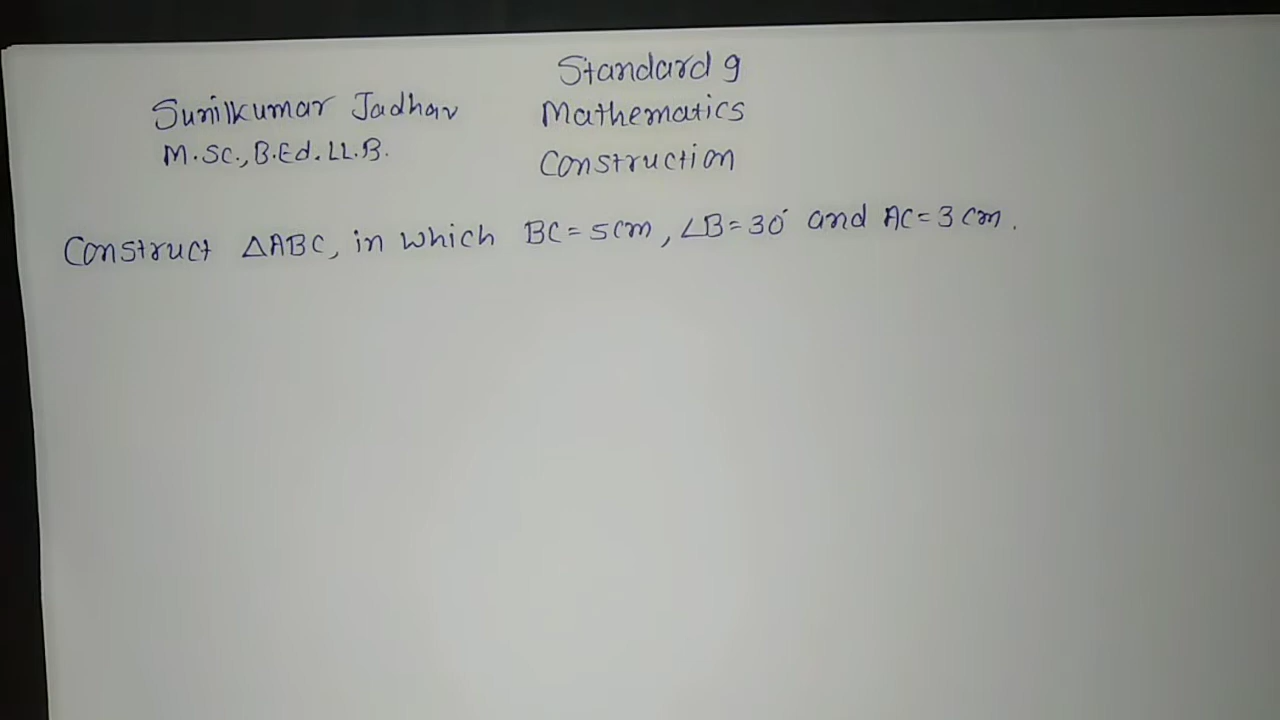 Standard 9
Sunilkumar Jadhav
Mathematics
M.Sc., B.Ed. LL.B.
Construction
Construct △ABC, in which BC = 5cm, ∠B = 30° and AC = 3 cm.